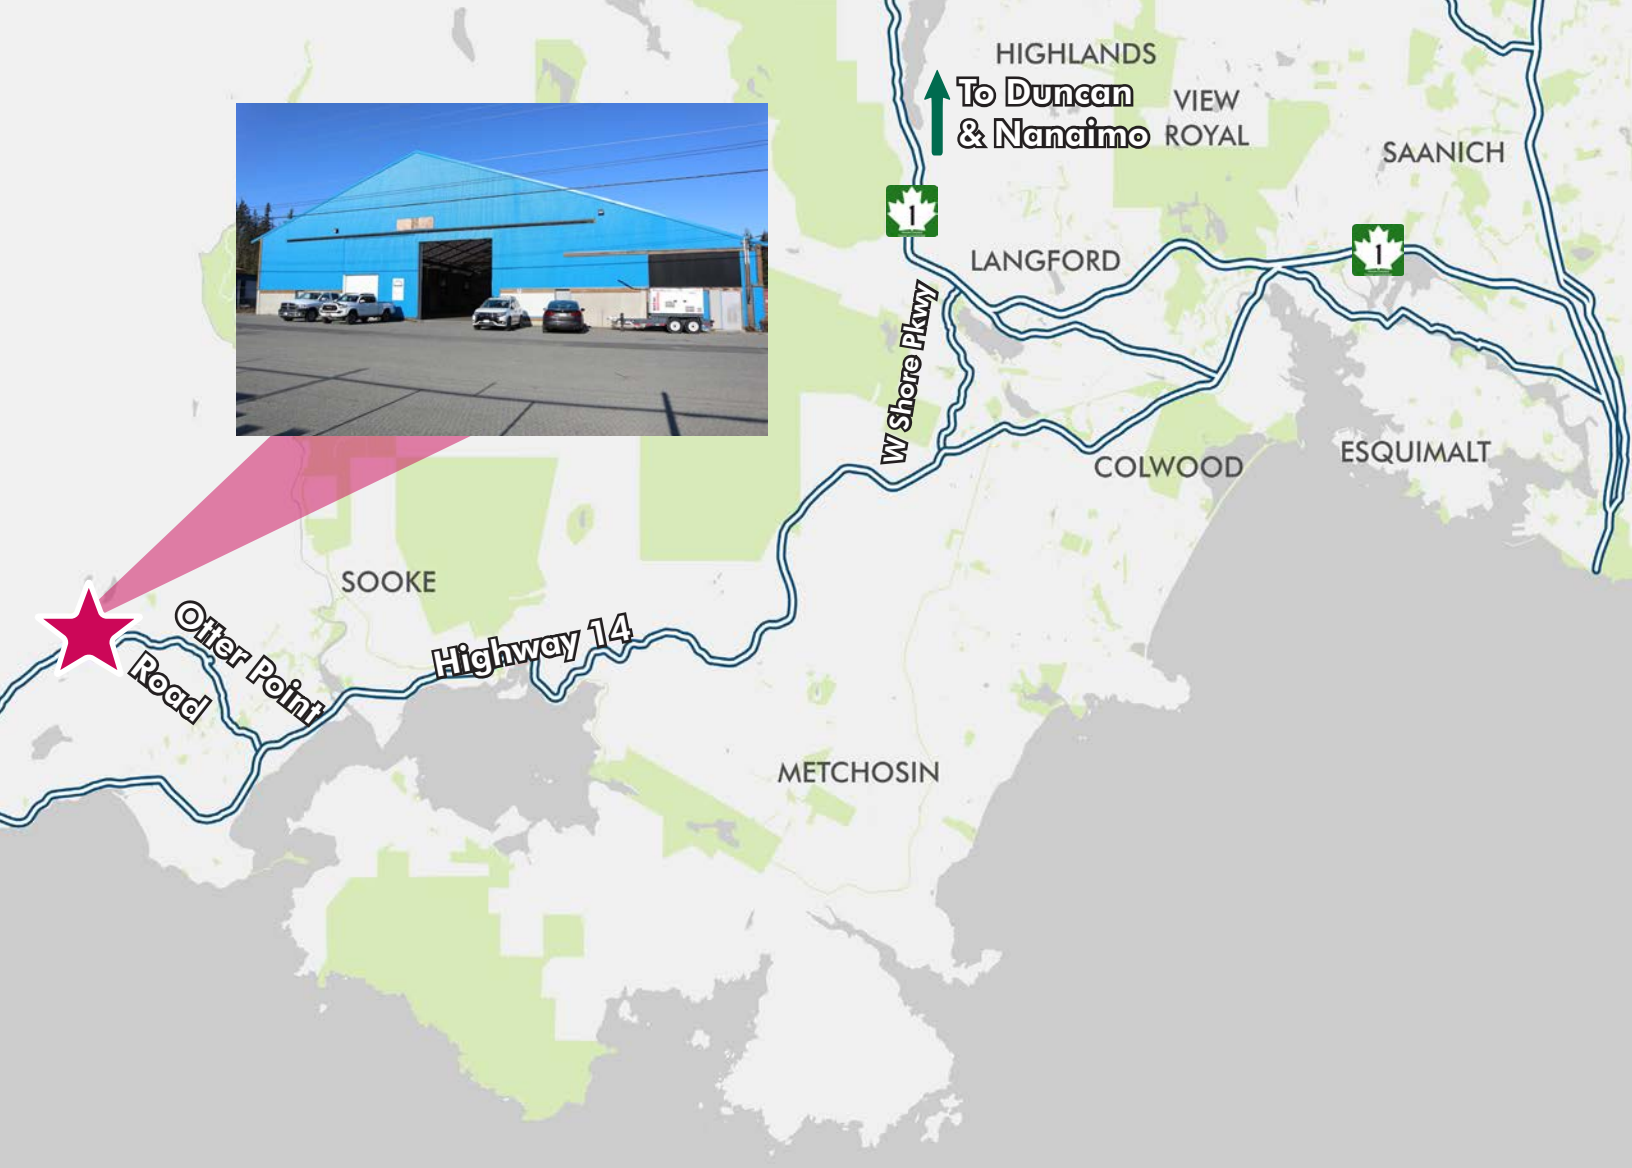 HIGHLANDS
To Duncan
& Nanaimo
VIEW
ROYAL
SAANICH
1
1
LANGFORD
W Shore Pkwy
COLWOOD
ESQUIMALT
SOOKE
Otter Point
Road
Highway 14
METCHOSIN